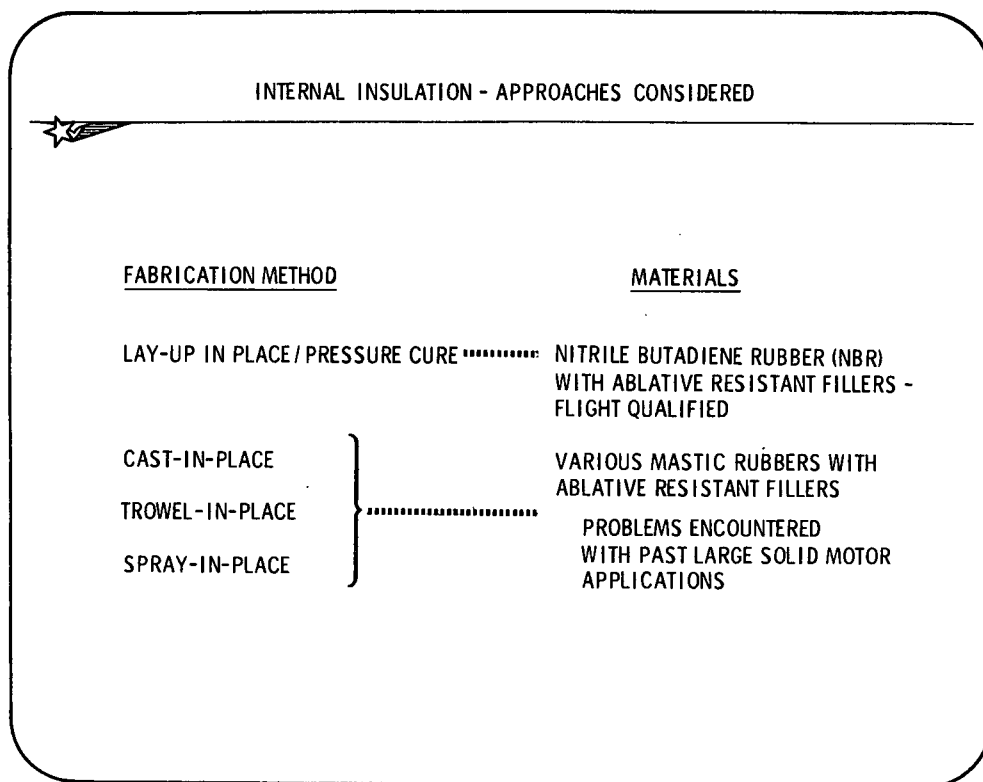 INTERNAL INSULATION - APPROACHES CONSIDERED
FABRICATION METHOD
MATERIALS
LAY-UP IN PLACE / PRESSURE CURE
NITRILE BUTADIENE RUBBER (NBR)
WITH ABLATIVE RESISTANT FILLERS -
FLIGHT QUALIFIED
CAST-IN-PLACE
TROWEL-IN-PLACE
SPRAY-IN-PLACE
VARIOUS MASTIC RUBBERS WITH
ABLATIVE RESISTANT FILLERS
PROBLEMS ENCOUNTERED
WITH PAST LARGE SOLID MOTOR
APPLICATIONS